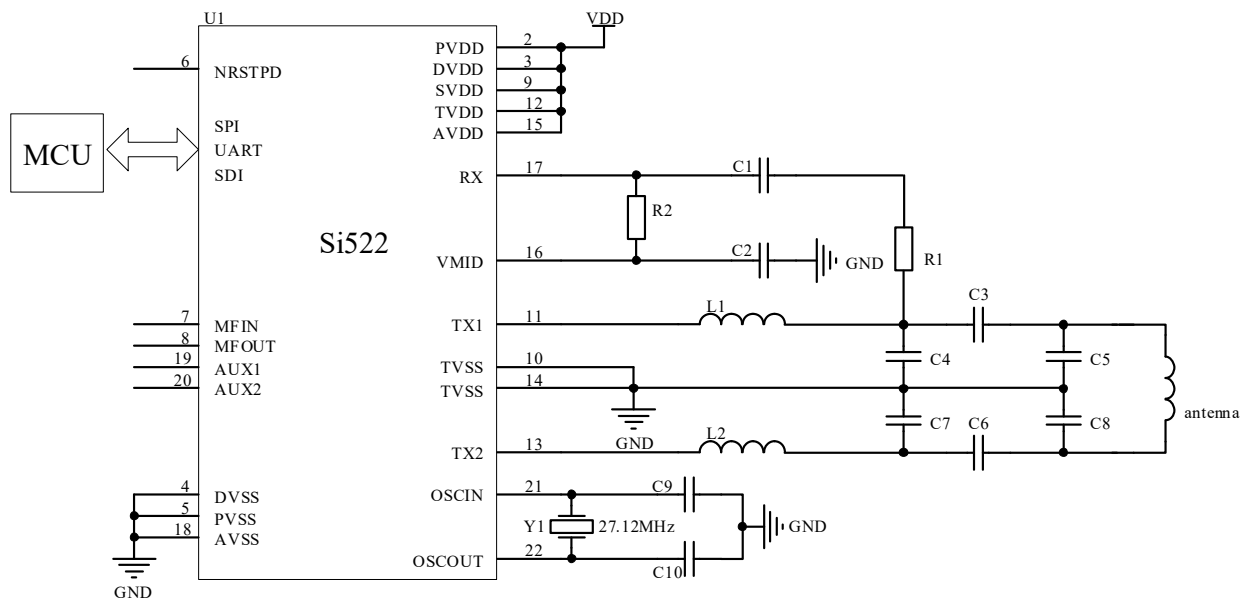 U1
VDD
PVDD 2
6 NRSTPD
DVDD 3
SVDD 9
TVDD 12
AVDD 15
SPI
MCU
UART
SDI
RX 17
C1
R2
Si522
VMID 16
C2
GND
R1
7 MFIN
TX1 11
L1
C3
8 MFOUT
19 AUX1
TVSS 10
C4
C5
20 AUX2
TVSS 14
GND
C7
C6
C8
antenna
TX2 13
L2
4 DVSS
OSCIN 21
C9
5 PVSS
Y1
27.12MHz
GND
18 AVSS
OSCOUT 22
C10
GND